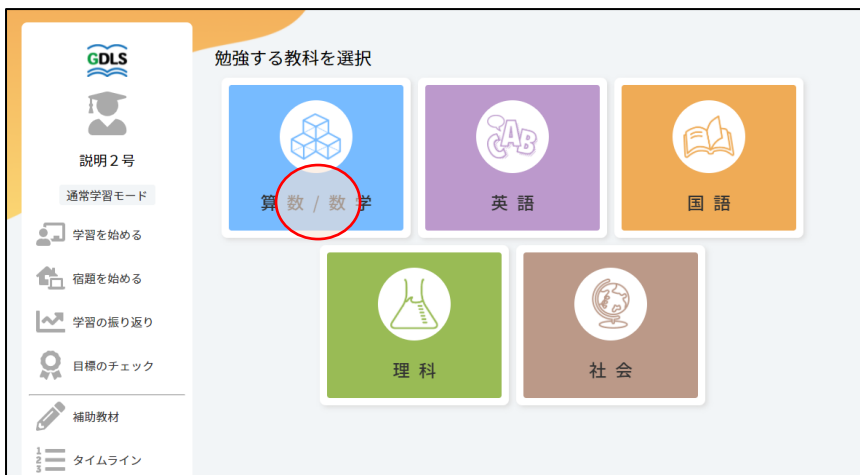 GDLS
説明２号
通常学習モード
学習を始める
宿題を始める
学習の振り返り
目標のチェック
補助教材
1
2
3
タイムライン
勉強する教科を選択
算数/数学
CAB
英語
国語
理科
社会